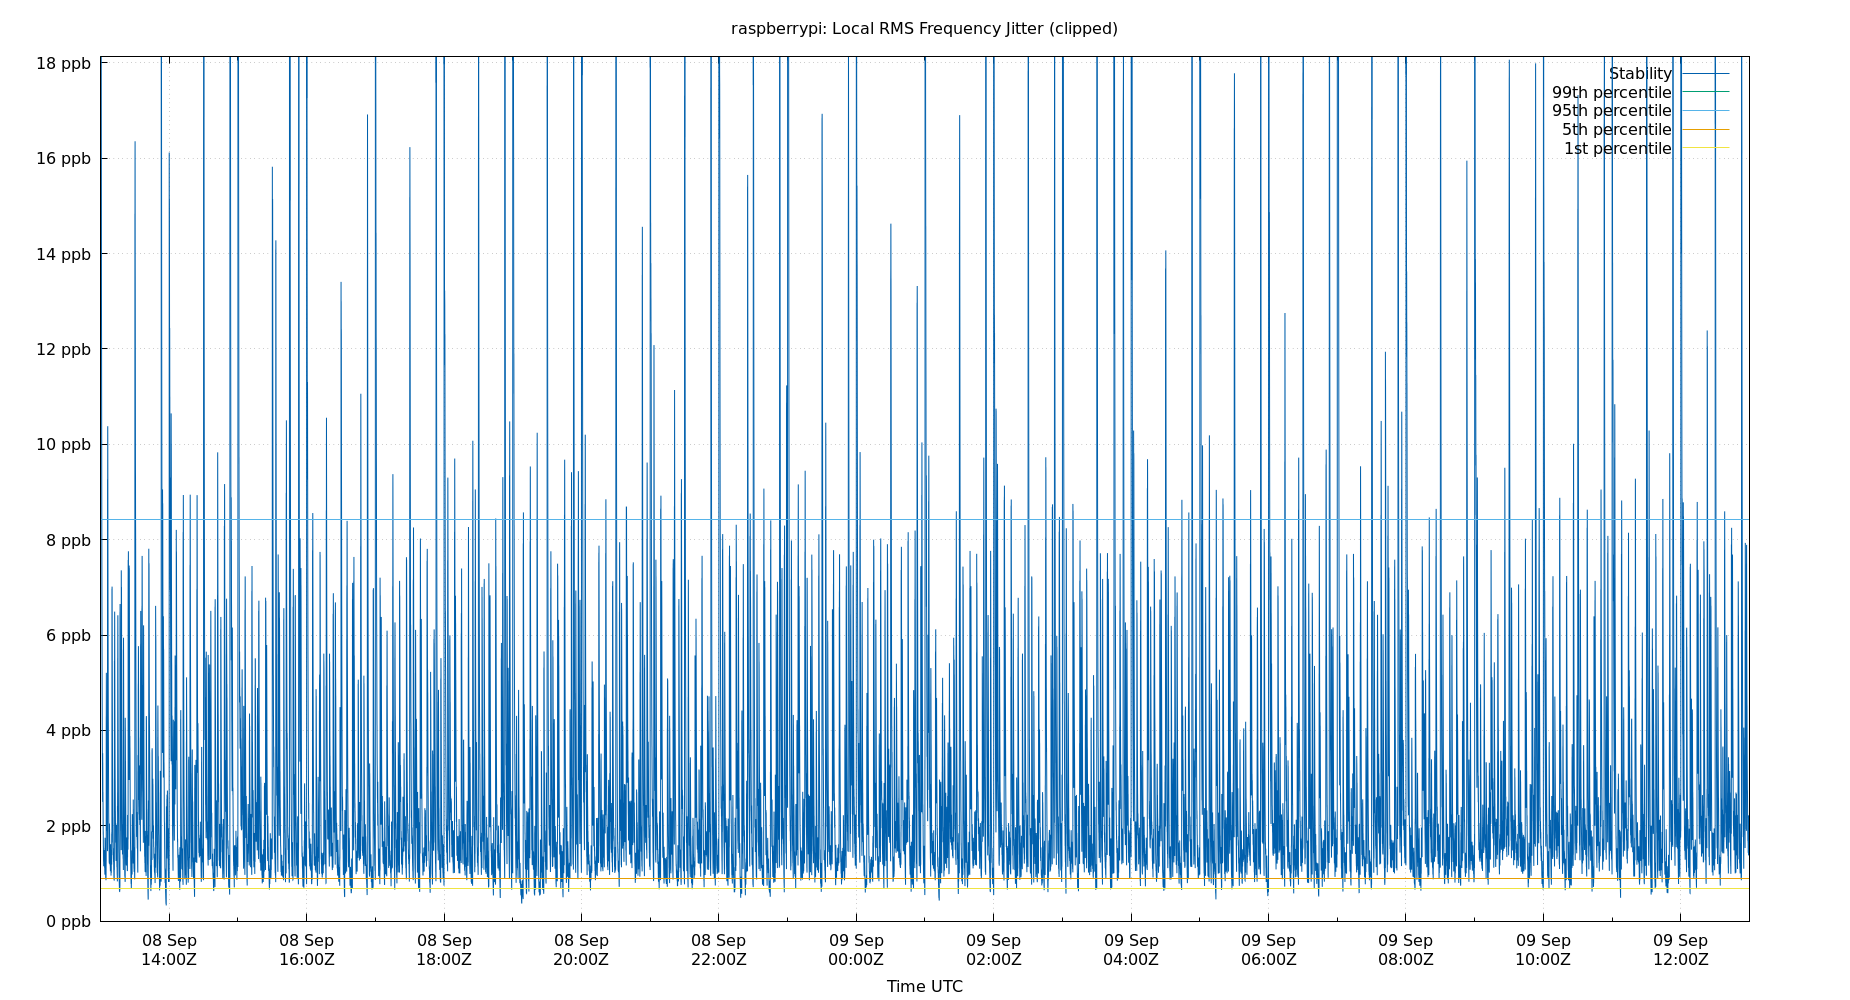 raspberrypi: Local RMS Frequency Jitter (clipped)
18 ppb
16 ppb
14 ppb
12 ppb
10 ppb
8 ppb
6 ppb
4 ppb
2 ppb
0 ppb
Stability
99th percentile
95th percentile
5th percentile
1st percentile
08 Sep 08 Sep 08 Sep 08 Sep 08 Sep 09 Sep 09 Sep 09 Sep 09 Sep 09 Sep 09 Sep 09 Sep
14:00Z 16:00Z 18:00Z 20:00Z 22:00Z 00:00Z 02:00Z 04:00Z 06:00Z 08:00Z 10:00Z 12:00Z
Time UTC